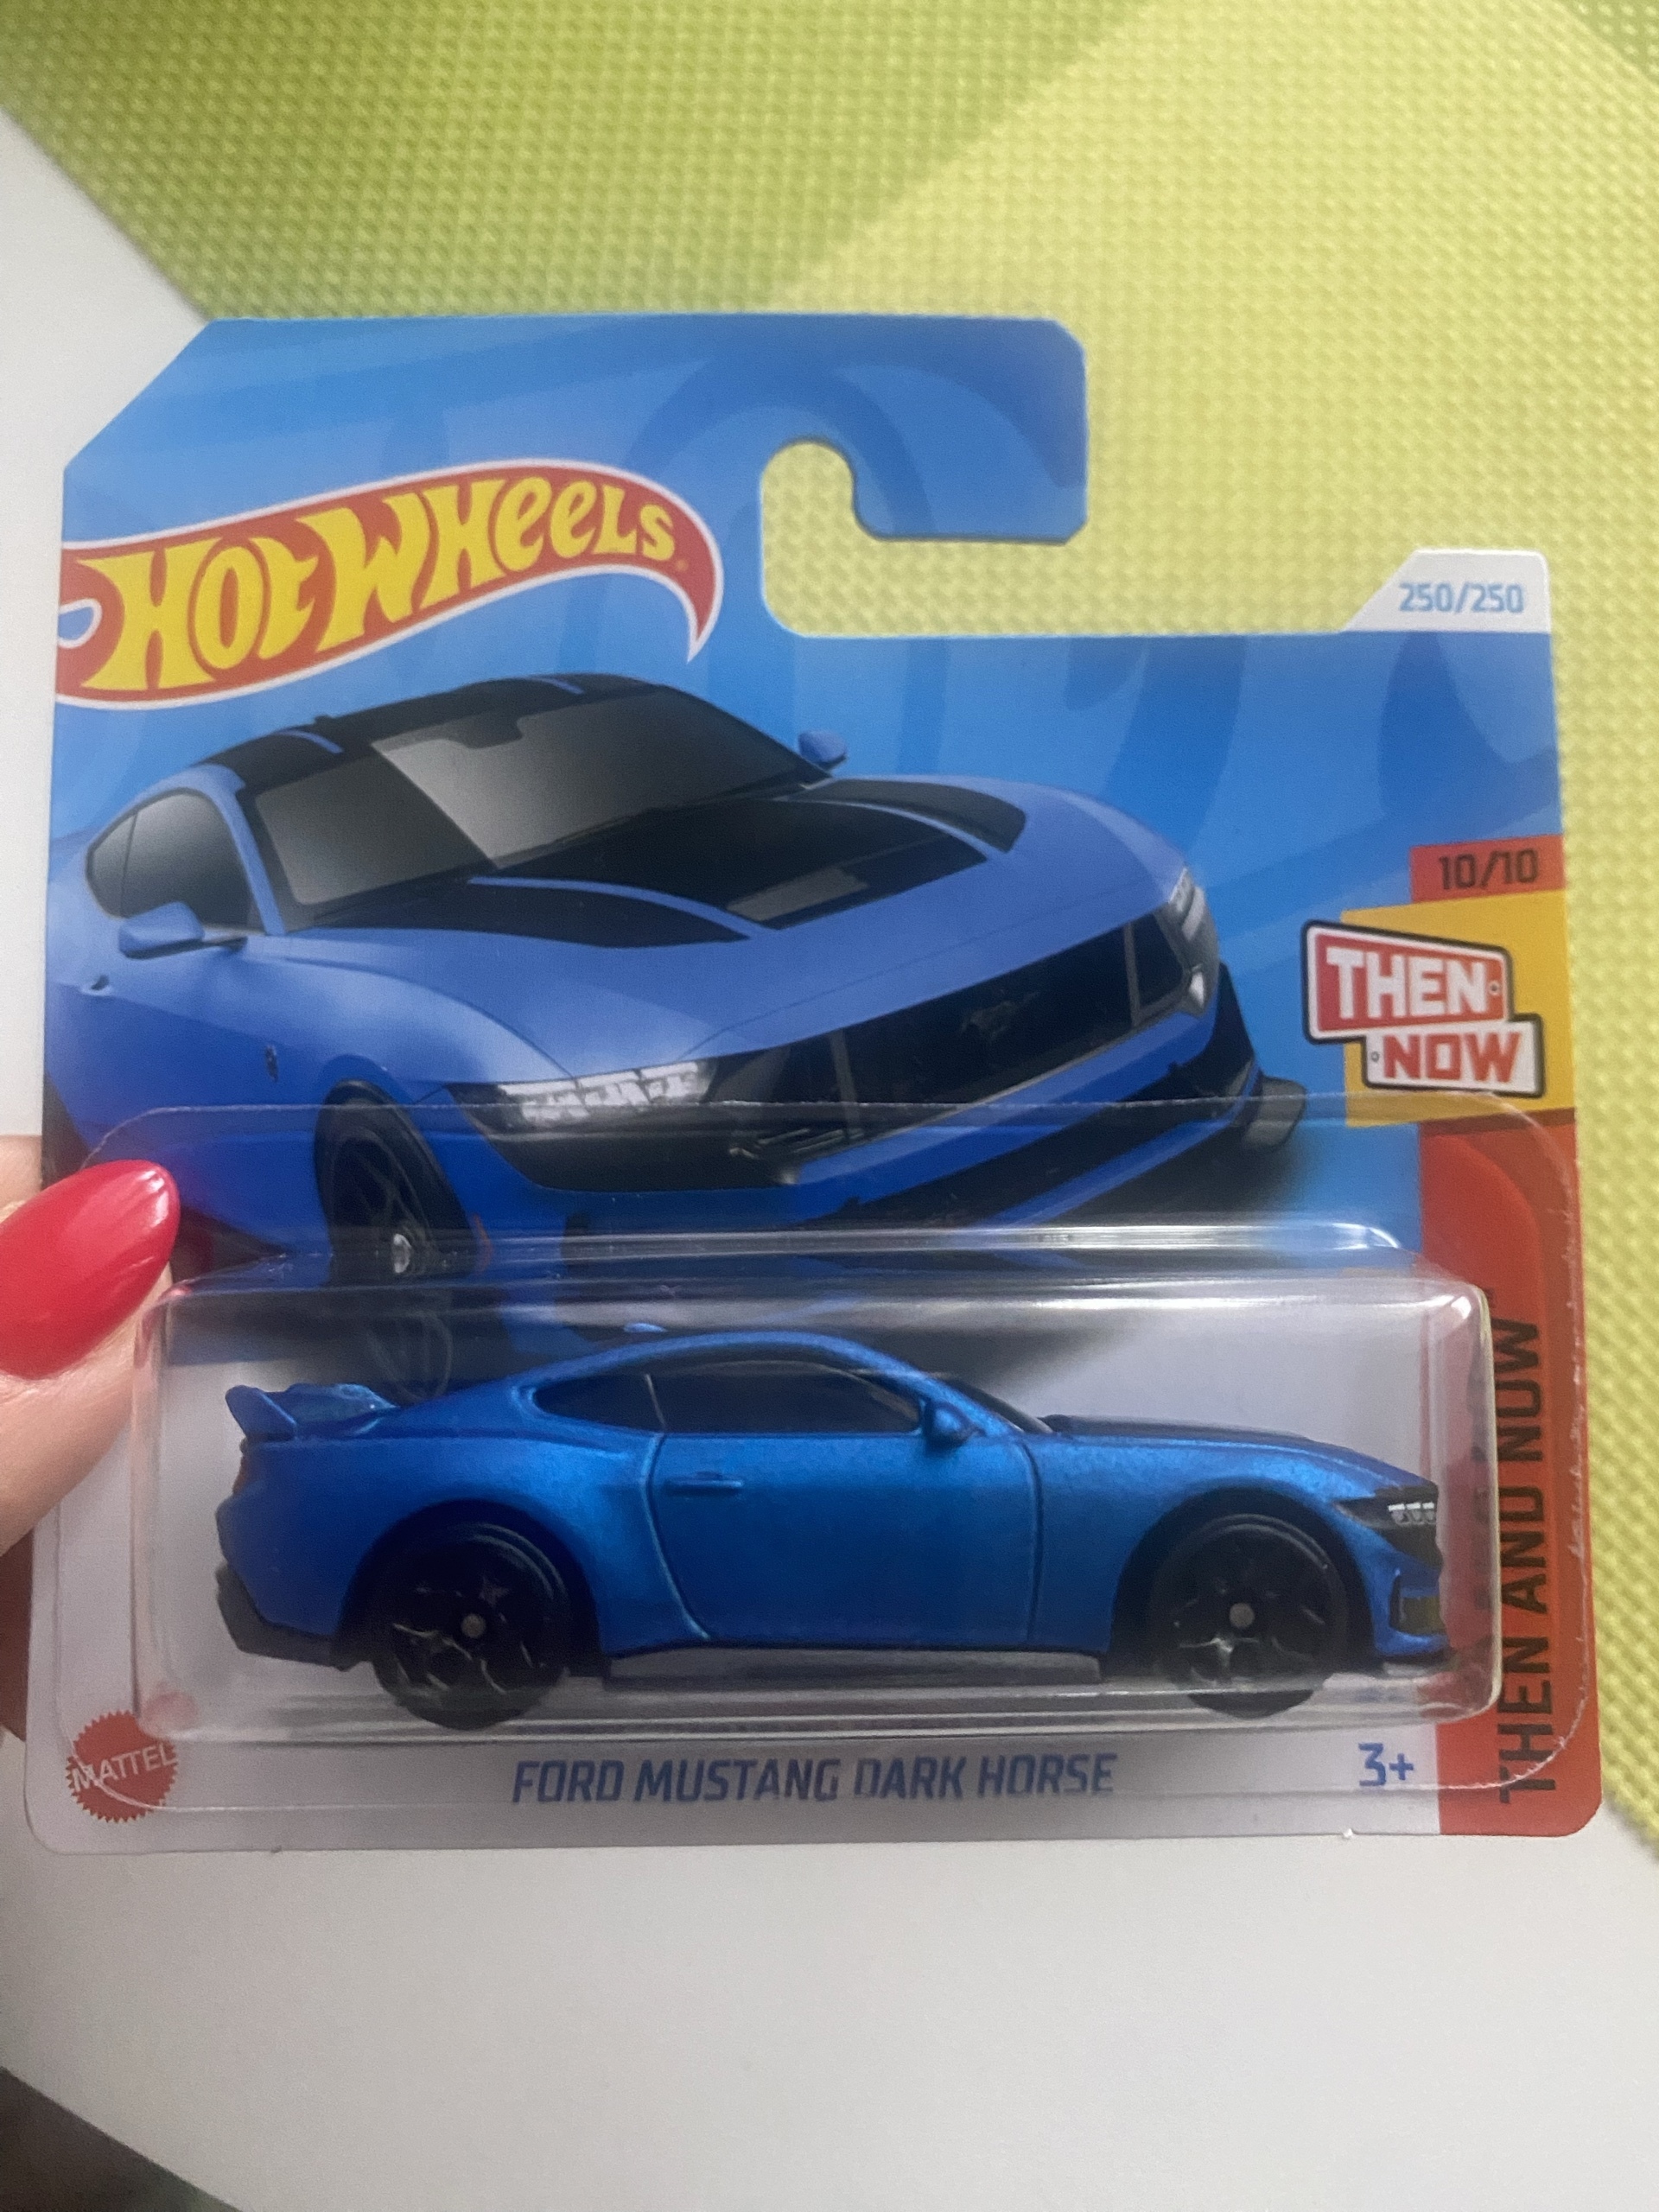 HOT WHEELS
250/250
10/10
THEN
NOW
THEN AND NOW
MATTEL
FORD MUSTANG DARK HORSE
3+